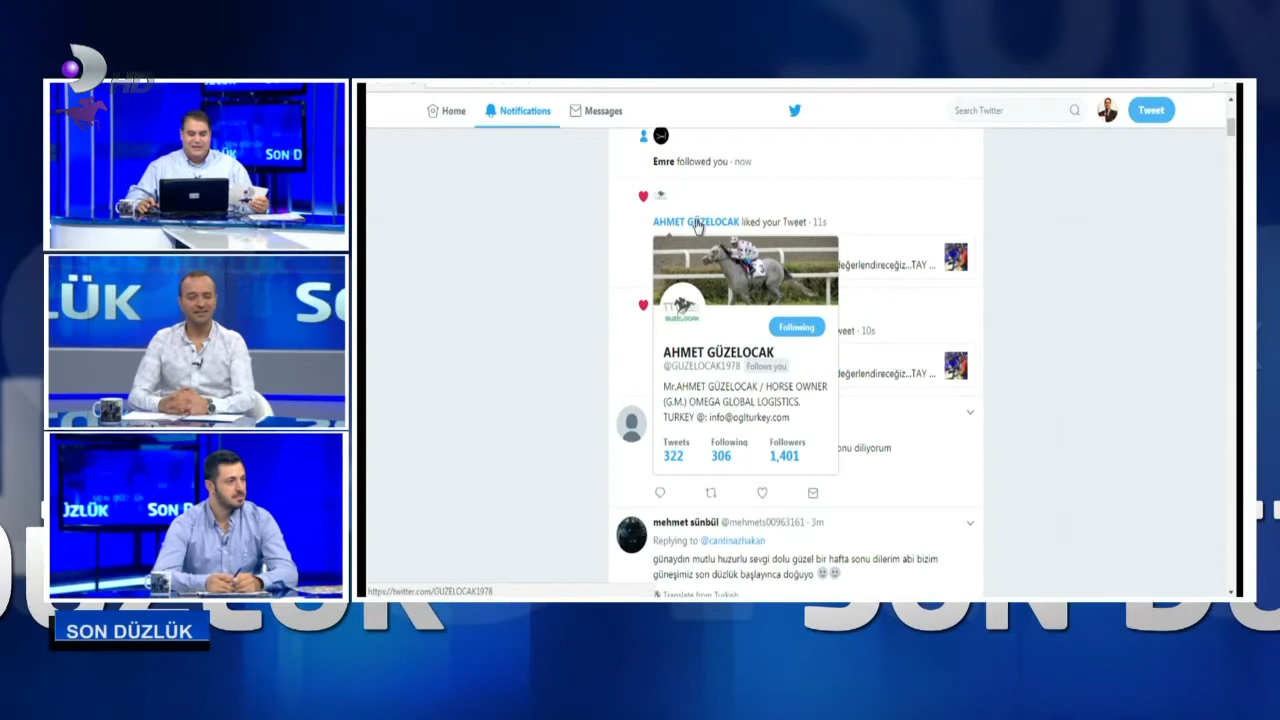 HD
SON D
LÜK
ÜZLÜK
SON D
Home
Notifications
Messages
Search Twitter
Tweet
Emre followed you · now
AHMET GÜZELOCAK liked your Tweet · 11s
değerlendireceğiz...TAY ...
GUZELOCAK
Following
weet · 10s
AHMET GÜZELOCAK
@GUZELOCAK1978 Follows you
değerlendireceğiz...TAY ...
Mr.AHMET GÜZELOCAK / HORSE OWNER
(G.M.) OMEGA GLOBAL LOGISTICS.
TURKEY @: info@oglturkey.com
Tweets Following Followers
322 306 1,401
onu diliyorum
mehmet sünbül @mehmets00963161 · 3m
Replying to @cantinazhakan
günaydın mutlu huzurlu sevgi dolu güzel bir hafta sonu dilerim abi bizim
güneşimiz son düzlük başlayınca doğuyo
Translate from Turkish
https://twitter.com/GUZELOCAK1978
SON DÜZLÜK